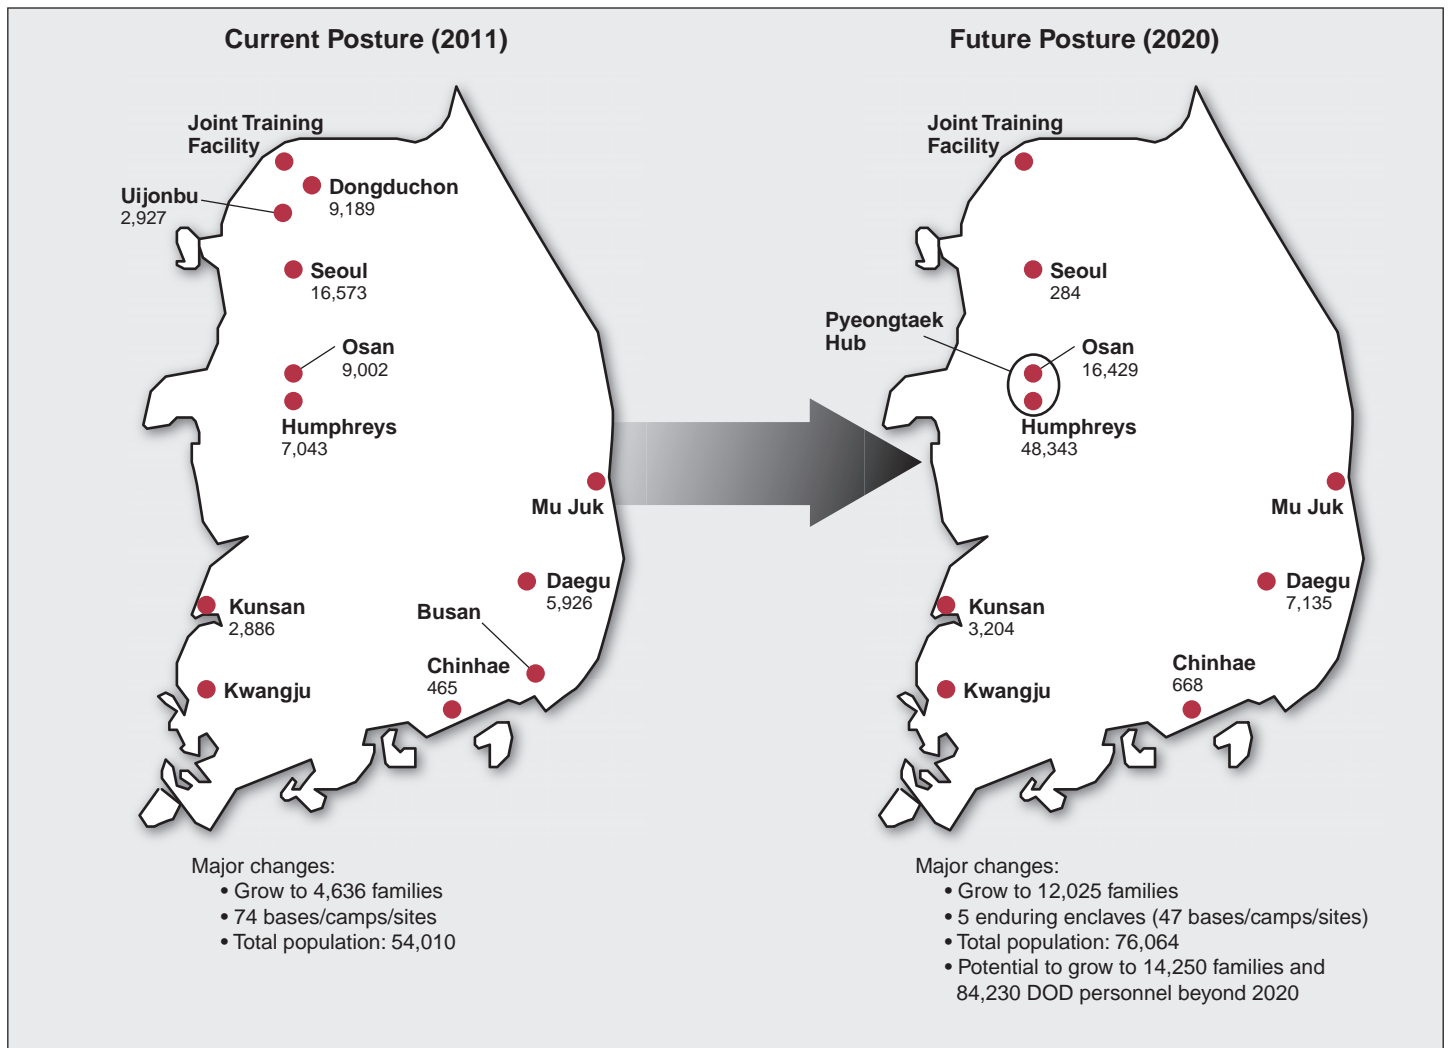 Current Posture (2011)
Joint Training
Facility
Uijonbu
2,927
Dongduchon
9,189
Seoul
16,573
Osan
9,002
Humphreys
7,043
Mu Juk
Daegu
5,926
Kunsan
2,886
Busan
Chinhae
465
Kwangju
Major changes:
• Grow to 4,636 families
• 74 bases/camps/sites
• Total population: 54,010
Future Posture (2020)
Joint Training
Facility
Seoul
284
Pyeongtaek
Hub
Osan
16,429
Humphreys
48,343
Mu Juk
Daegu
7,135
Kunsan
3,204
Chinhae
668
Kwangju
Major changes:
• Grow to 12,025 families
• 5 enduring enclaves (47 bases/camps/sites)
• Total population: 76,064
• Potential to grow to 14,250 families and
84,230 DOD personnel beyond 2020